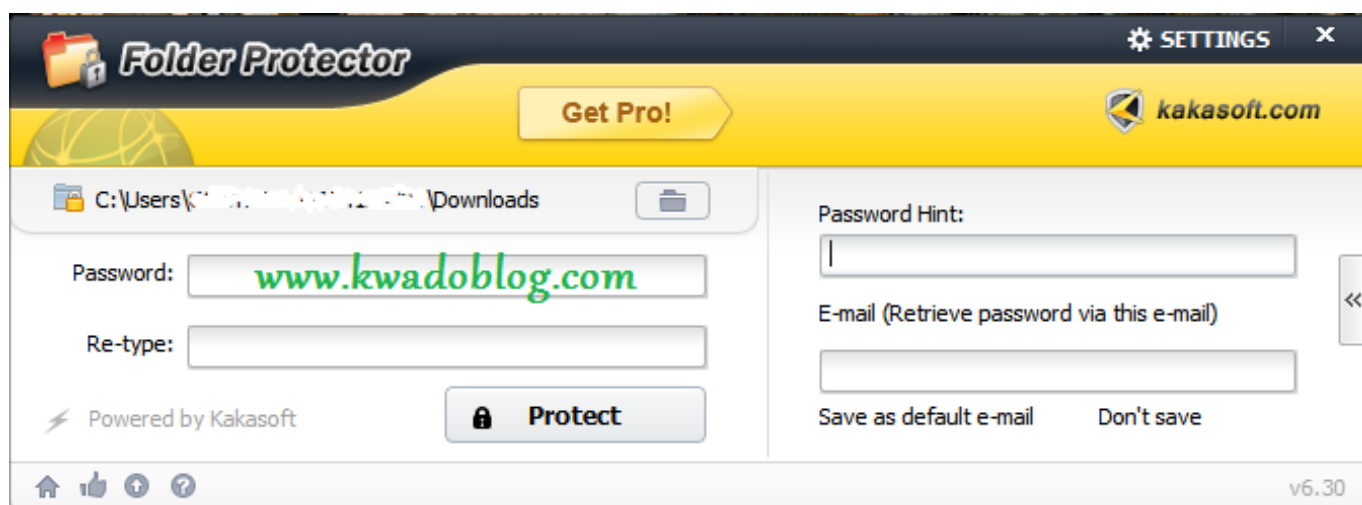 Folder Protector
SETTINGS
Get Pro!
kakasoft.com
C:\Users\ \Downloads
Password:
www.kwadoblog.com
Re-type:
Powered by Kakasoft
Protect
Password Hint:
E-mail (Retrieve password via this e-mail)
Save as default e-mail
Don't save
v6.30